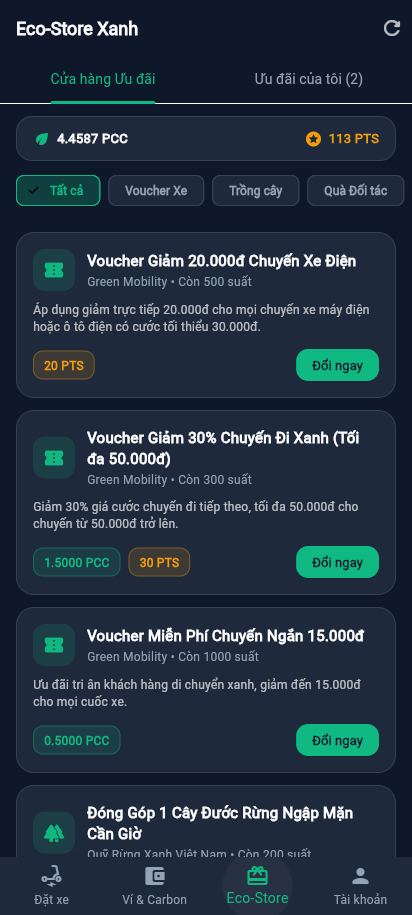 Eco-Store Xanh
Cửa hàng Ưu đãi
Ưu đãi của tôi (2)
4.4587 PCC
113 PTS
Tất cả
Voucher Xe
Trồng cây
Quà Đối tác
Voucher Giảm 20.000đ Chuyến Xe Điện
Green Mobility • Còn 500 suất
Áp dụng giảm trực tiếp 20.000đ cho mọi chuyến xe máy điện
hoặc ô tô điện có cước tối thiểu 30.000đ.
20 PTS
Đổi ngay
Voucher Giảm 30% Chuyến Đi Xanh (Tối
đa 50.000đ)
Green Mobility • Còn 300 suất
Giảm 30% giá cước chuyến đi tiếp theo, tối đa 50.000đ cho
chuyến từ 50.000đ trở lên.
1.5000 PCC
30 PTS
Đổi ngay
Voucher Miễn Phí Chuyến Ngắn 15.000đ
Green Mobility • Còn 1000 suất
Ưu đãi tri ân khách hàng di chuyển xanh, giảm đến 15.000đ
cho mọi cuốc xe.
0.5000 PCC
Đổi ngay
Đóng Góp 1 Cây Đước Rừng Ngập Mặn
Cần Giờ
Quỹ Rừng Xanh Việt Nam • Còn 200 suất
Đặt xe
Ví & Carbon
Eco-Store
Tài khoản